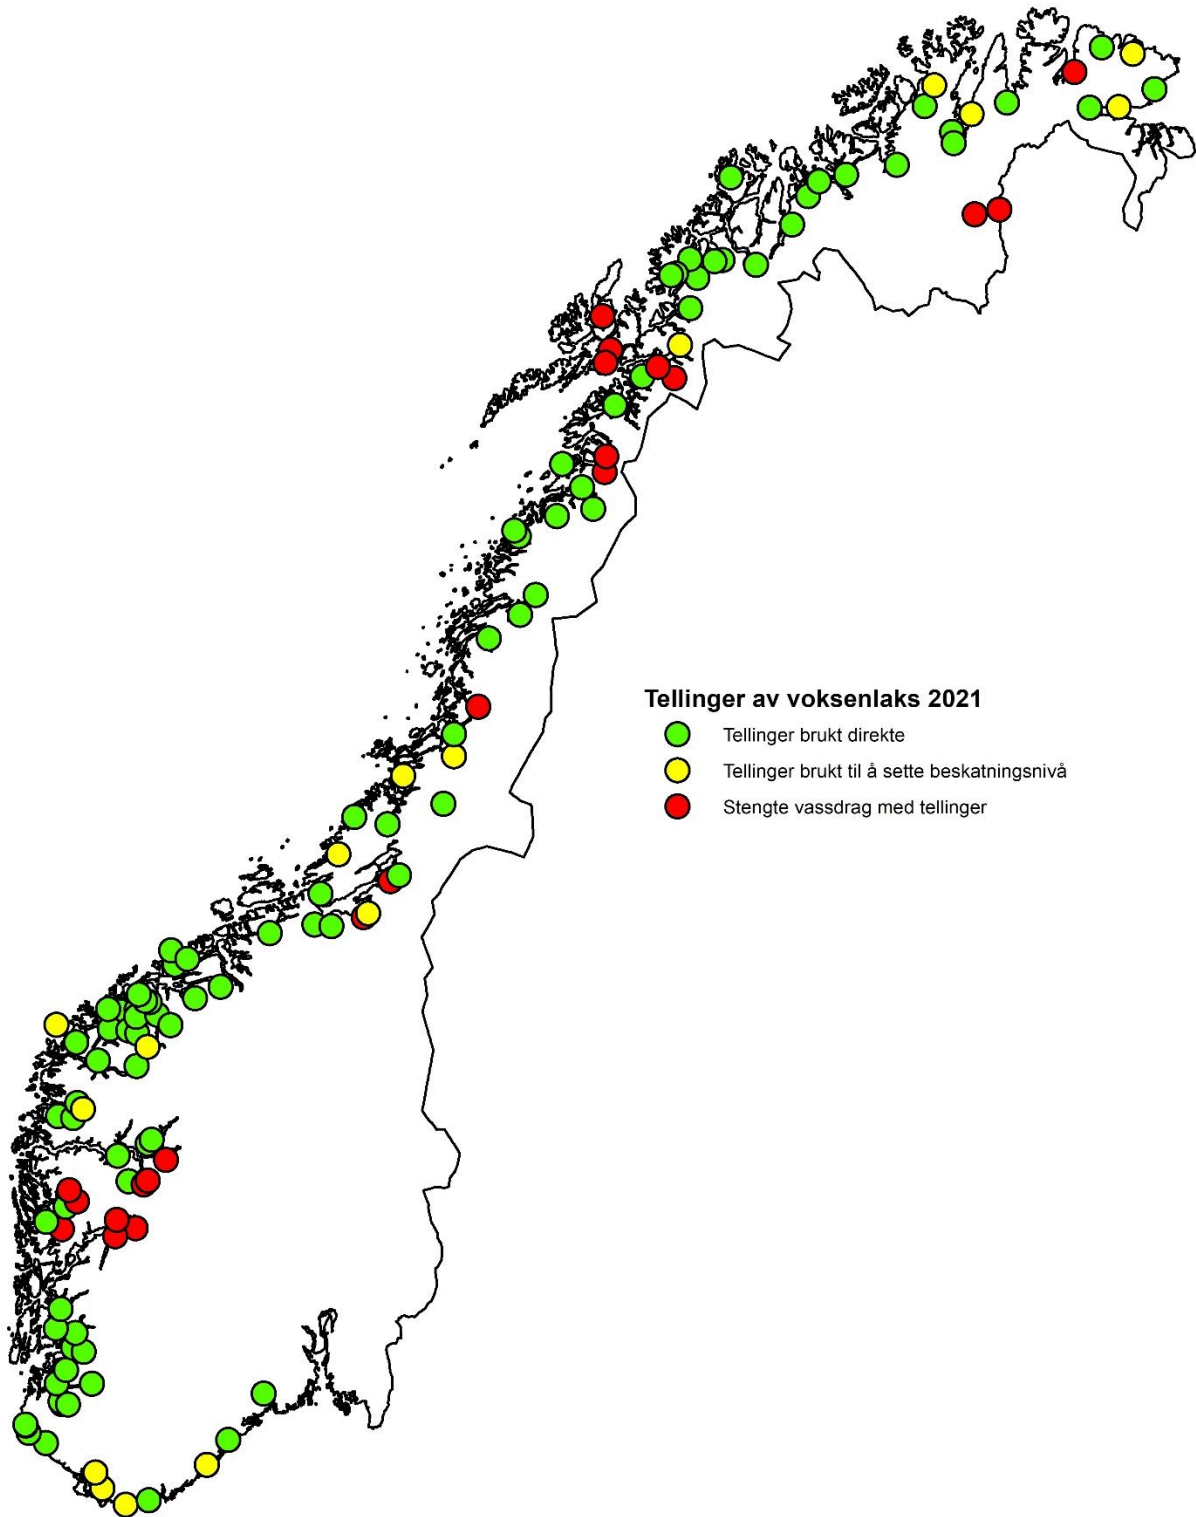 Tellinger av voksenlaks 2021
Tellinger brukt direkte
Tellinger brukt til å sette beskatningsnivå
Stengte vassdrag med tellinger